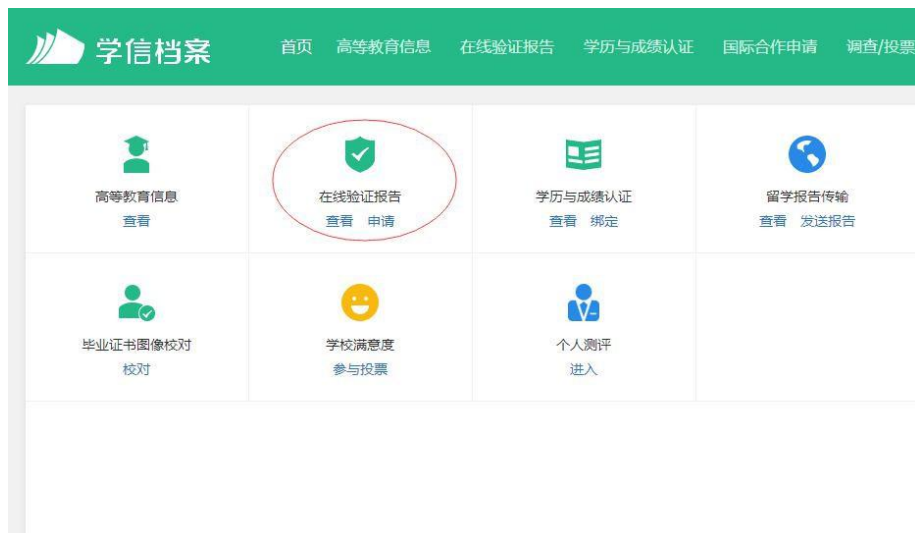 学信档案 首页 高等教育信息 在线验证报告 学历与成绩认证 国际合作申请 调查/投票
高等教育信息 在线验证报告 学历与成绩认证 留学报告传输
查看 查看 申请 查看 绑定 查看 发送报告
毕业证书图像校对 学校满意度 个人测评
校对 参与投票 进入